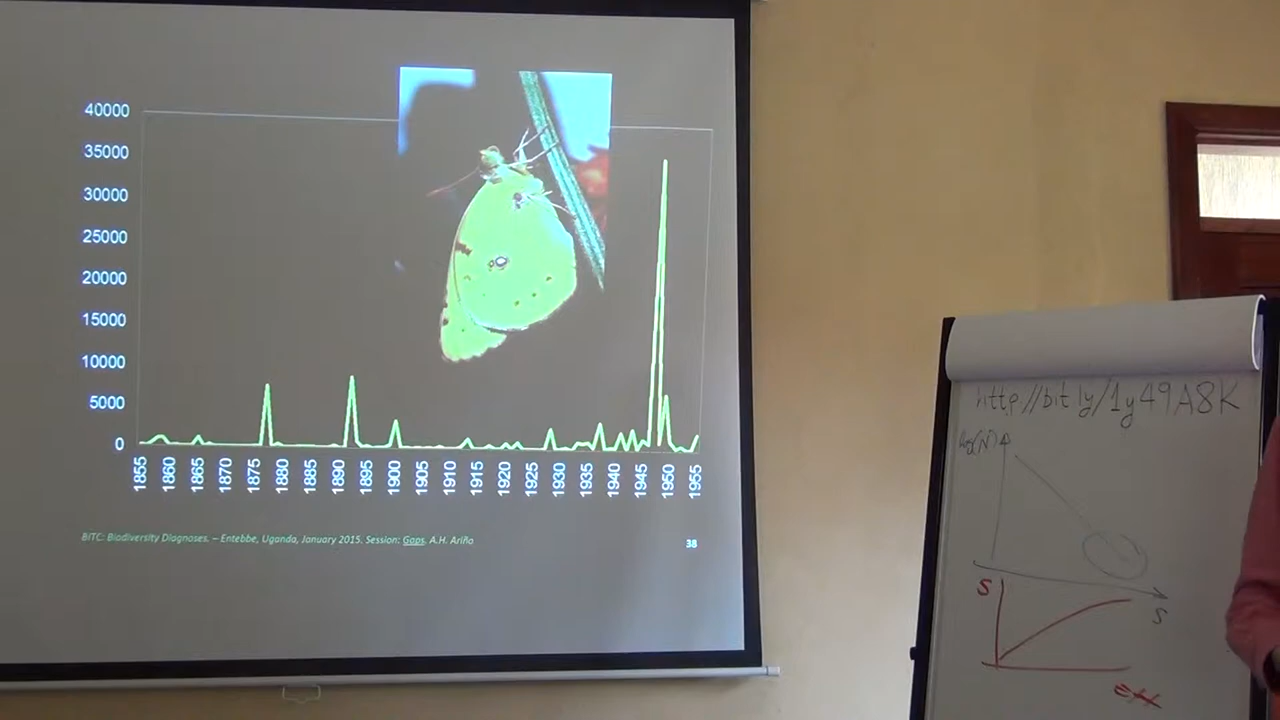 40000
35000
30000
25000
20000
15000
10000
5000
0
1855 1860 1865 1870 1875 1880 1885 1890 1895 1900 1905 1910 1915 1920 1925 1930 1935 1940 1945 1950 1955
BiTC: Biodiversity Diagnoses. – Entebbe, Uganda, January 2015. Session: Gaps. A.H. Ariño
38
http://bit.ly/1y49A8K
log(N)
S
S
Eff